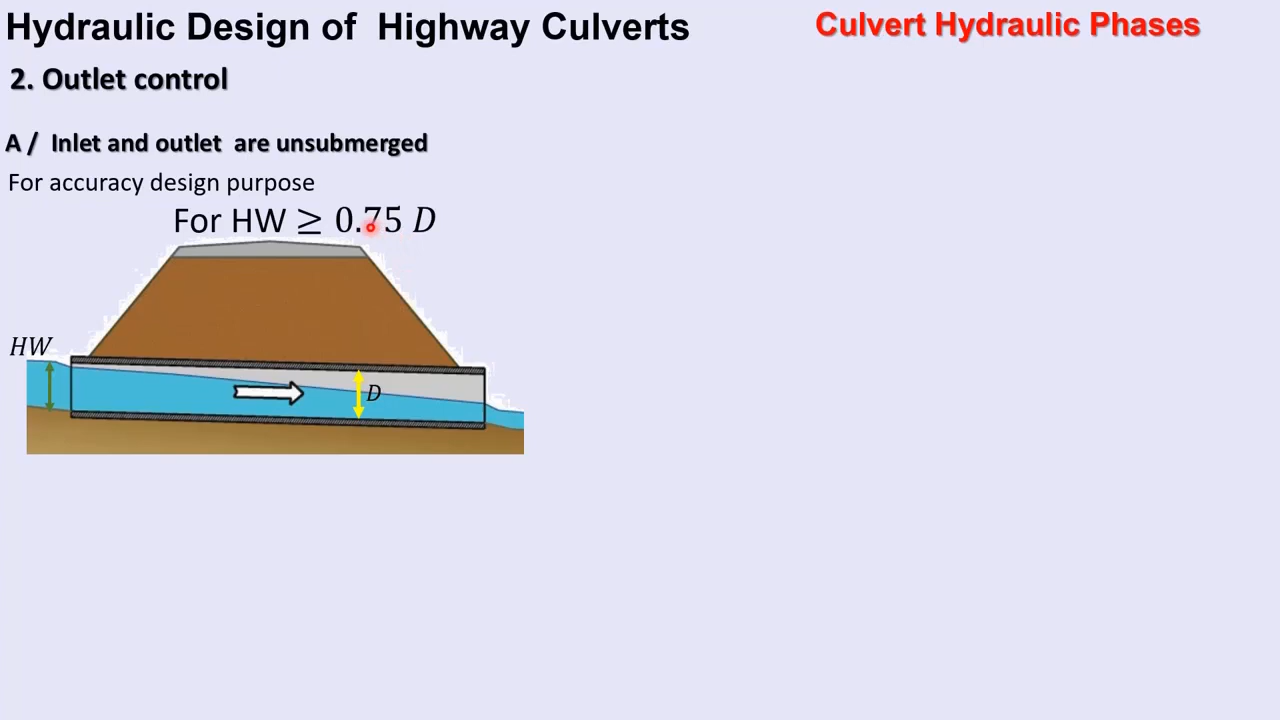 Hydraulic Design of Highway Culverts
Culvert Hydraulic Phases
2. Outlet control
A / Inlet and outlet are unsubmerged
For accuracy design purpose
For HW ≥ 0.75 D
HW
D